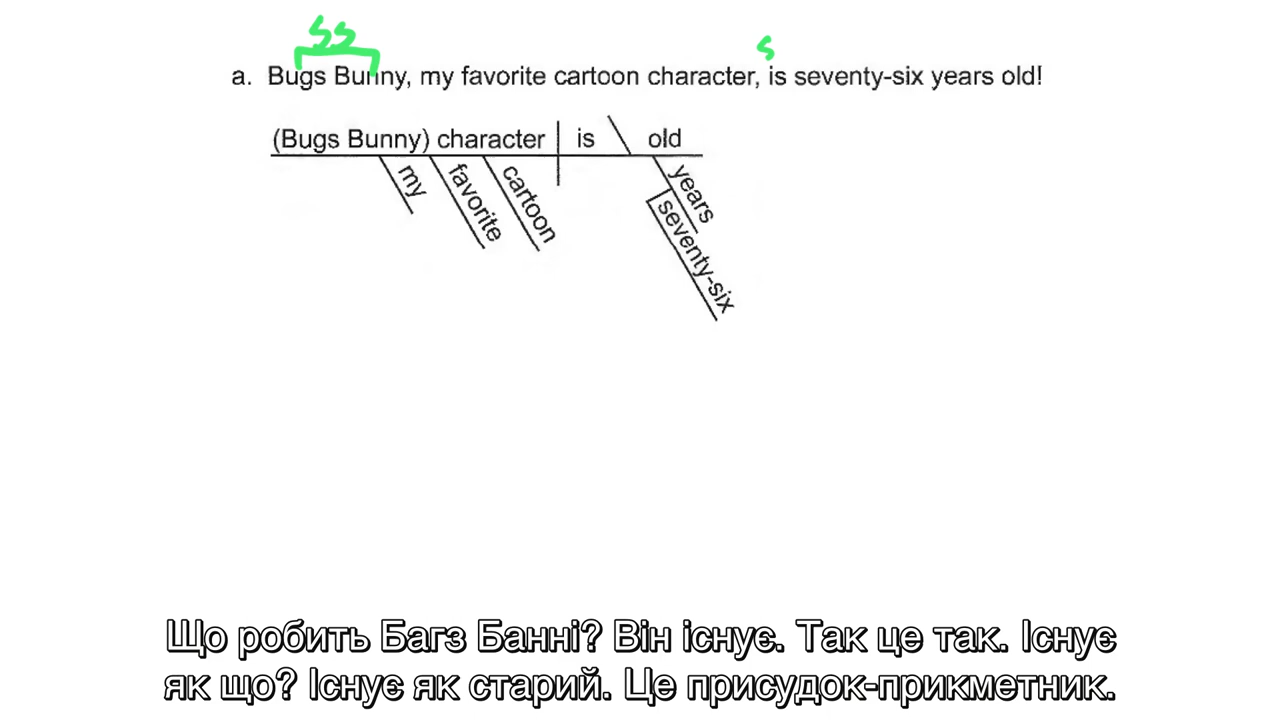 ss
s
a. Bugs Bunny, my favorite cartoon character, is seventy-six years old!
(Bugs Bunny) character is old
my
favorite
cartoon
years
seventy-six
Що робить Багз Банні? Він існує. Так це так. Існує
як що? Існує як старий. Це присудок-прикметник.